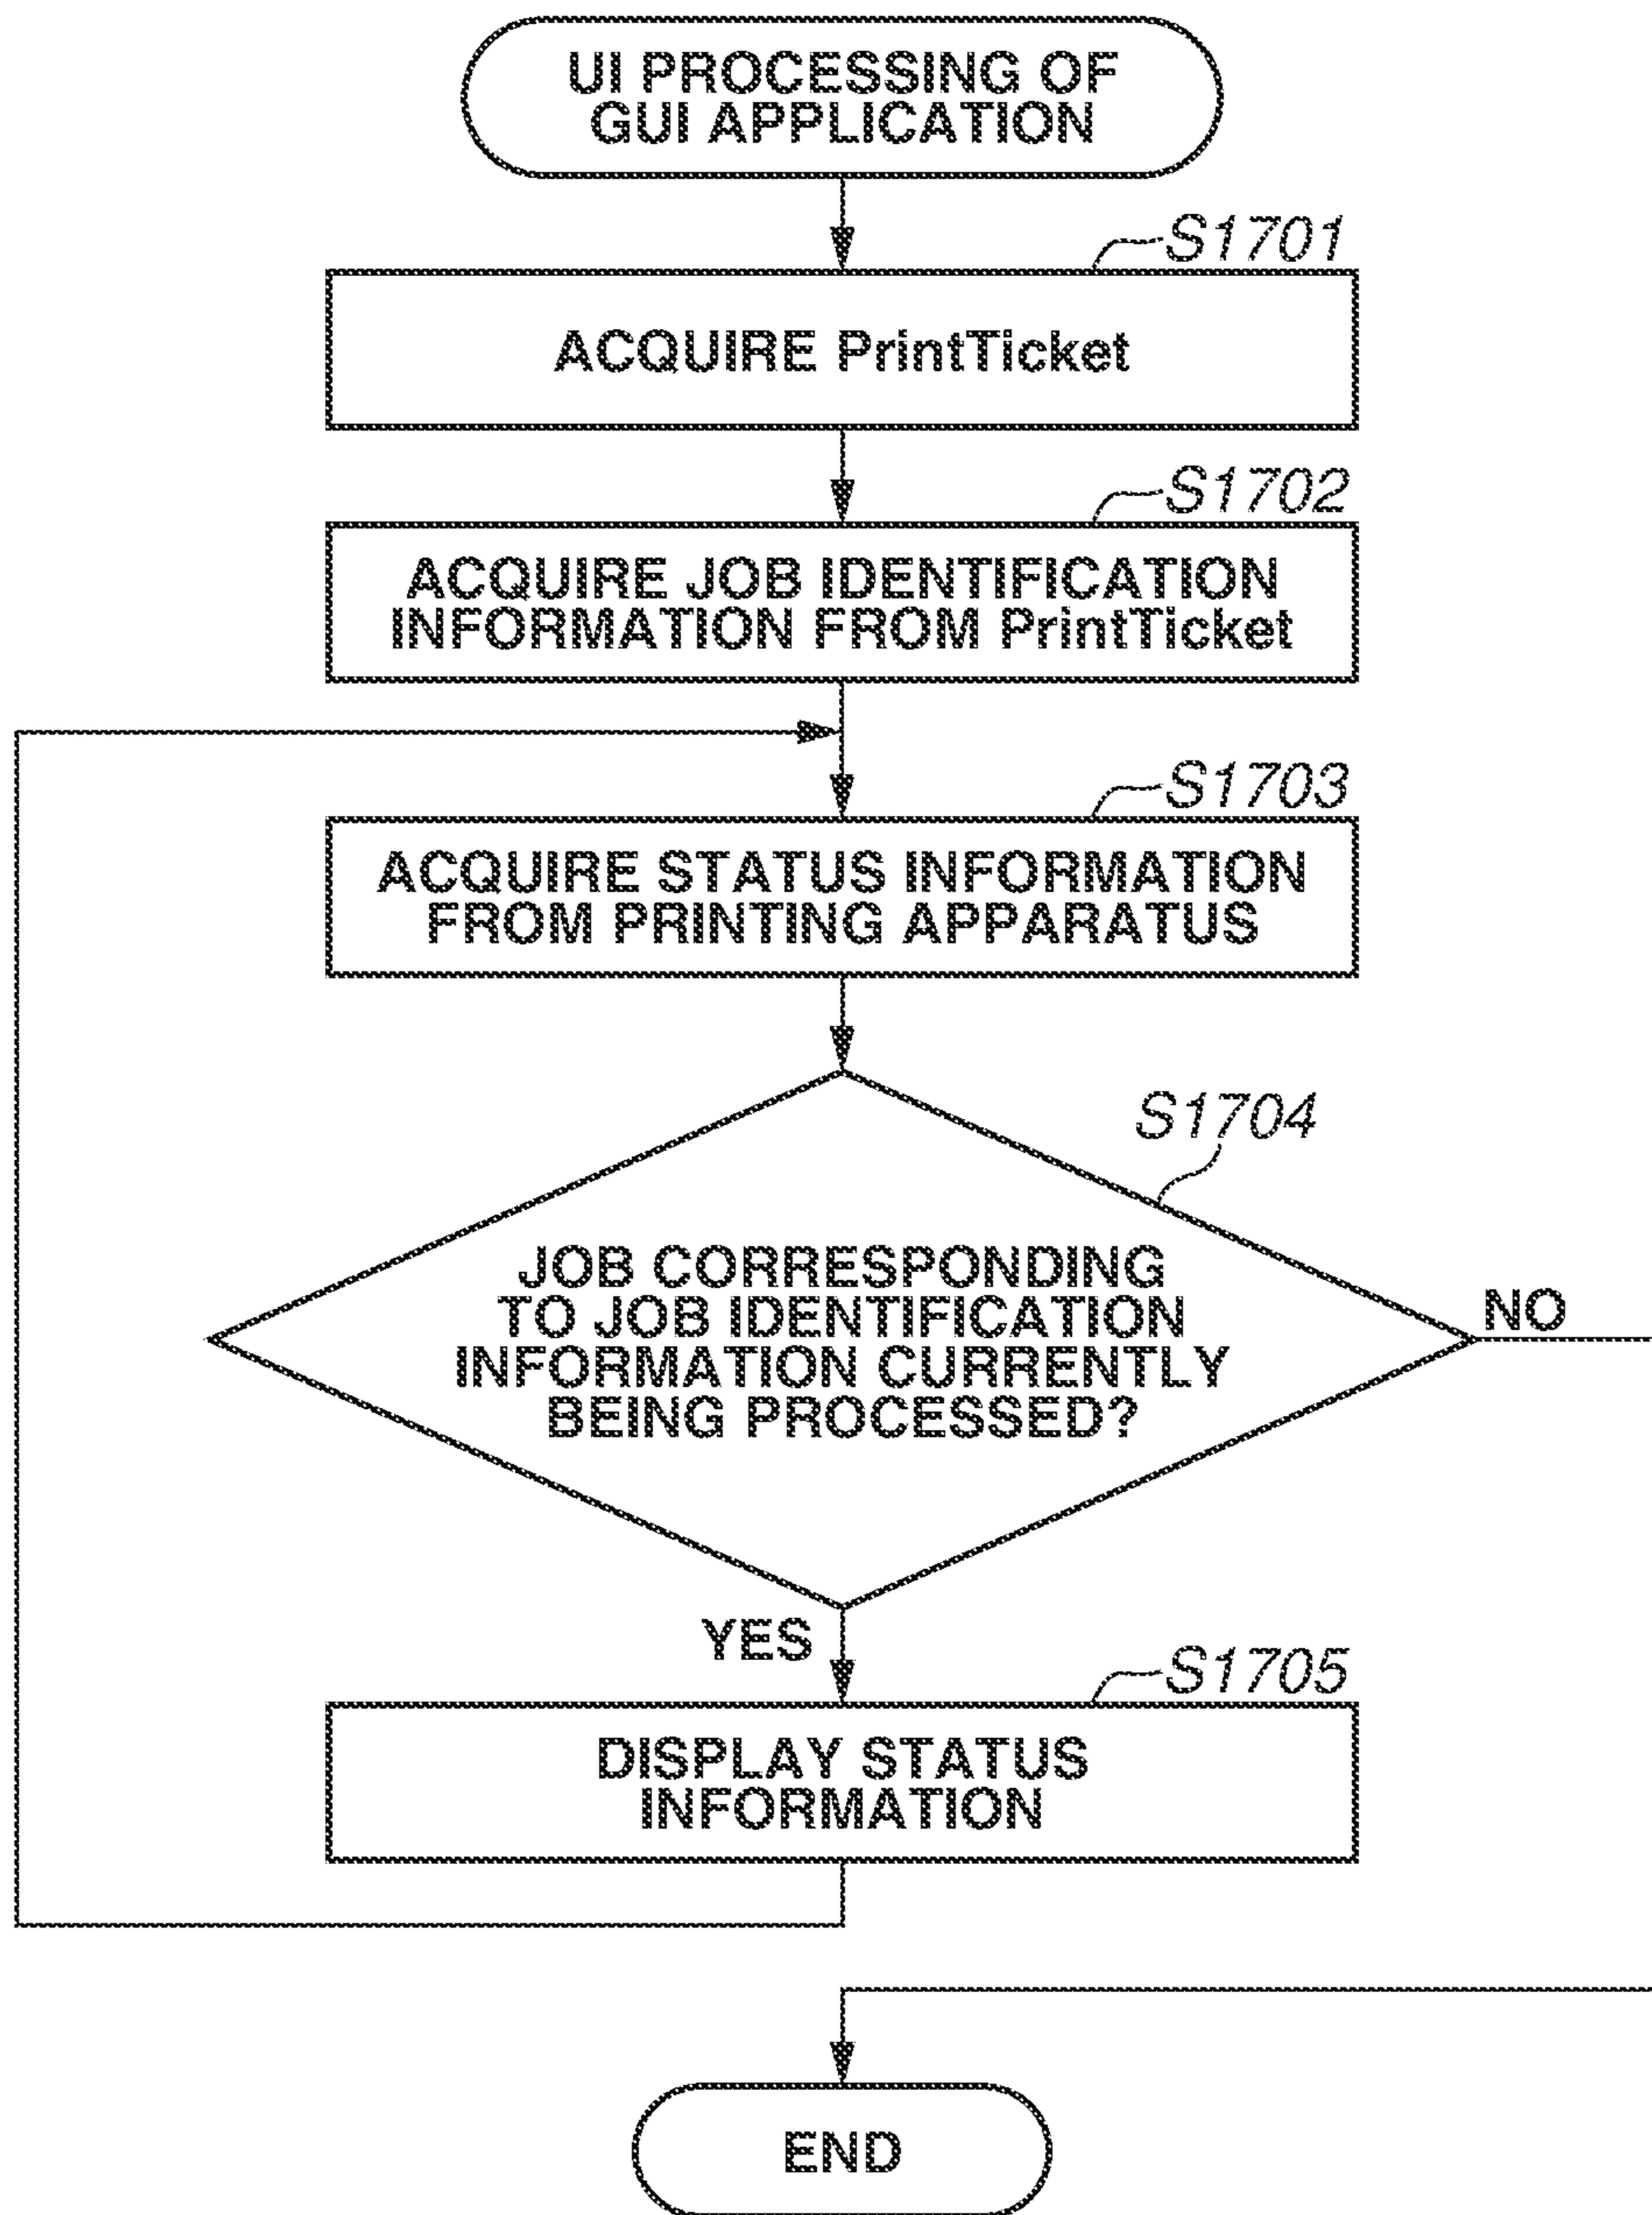 UI PROCESSING OF
GUI APPLICATION
S1701
ACQUIRE PrintTicket
S1702
ACQUIRE JOB IDENTIFICATION
INFORMATION FROM PrintTicket
S1703
ACQUIRE STATUS INFORMATION
FROM PRINTING APPARATUS
S1704
JOB CORRESPONDING
TO JOB IDENTIFICATION
INFORMATION CURRENTLY
BEING PROCESSED?
NO
YES
S1705
DISPLAY STATUS
INFORMATION
END